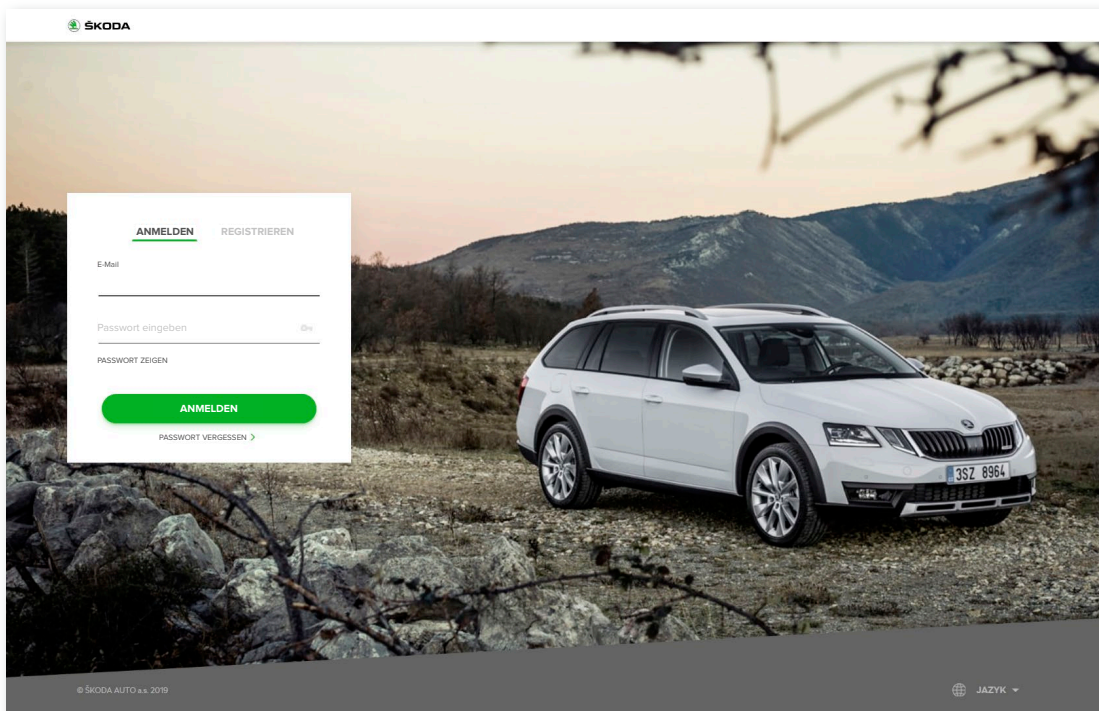 ŠKODA
ANMELDEN REGISTRIEREN
E-Mail
Passwort eingeben
PASSWORT ZEIGEN
ANMELDEN
PASSWORT VERGESSEN >
3SZ 8964
© ŠKODA AUTO a.s. 2019 JAZYK